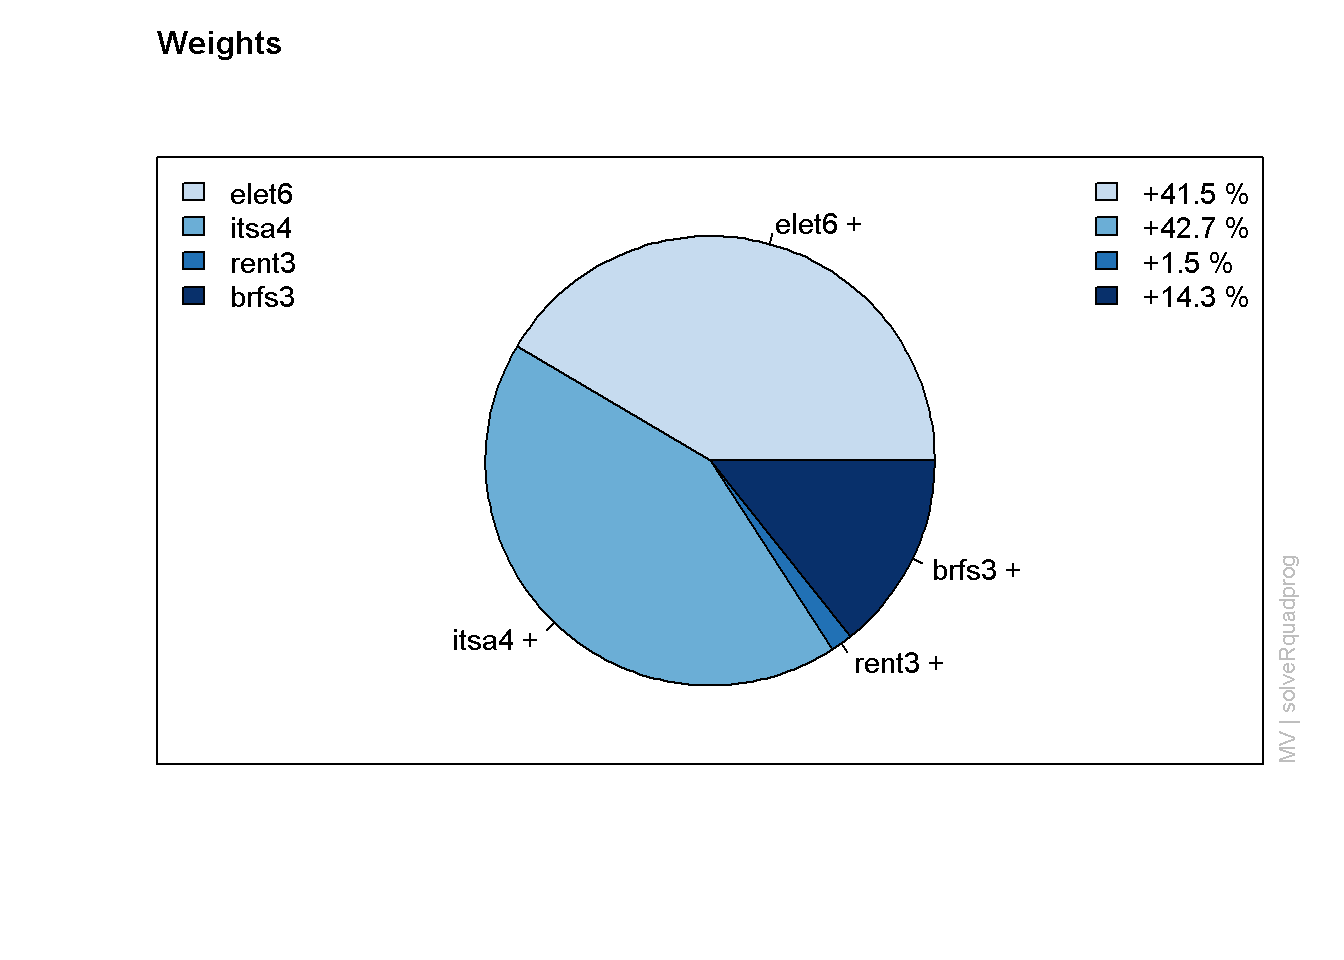 Weights
elet6
itsa4
rent3
brfs3
+41.5 %
+42.7 %
+1.5 %
+14.3 %
elet6 +
itsa4 +
rent3 +
brfs3 +
MV | solveRquadprog